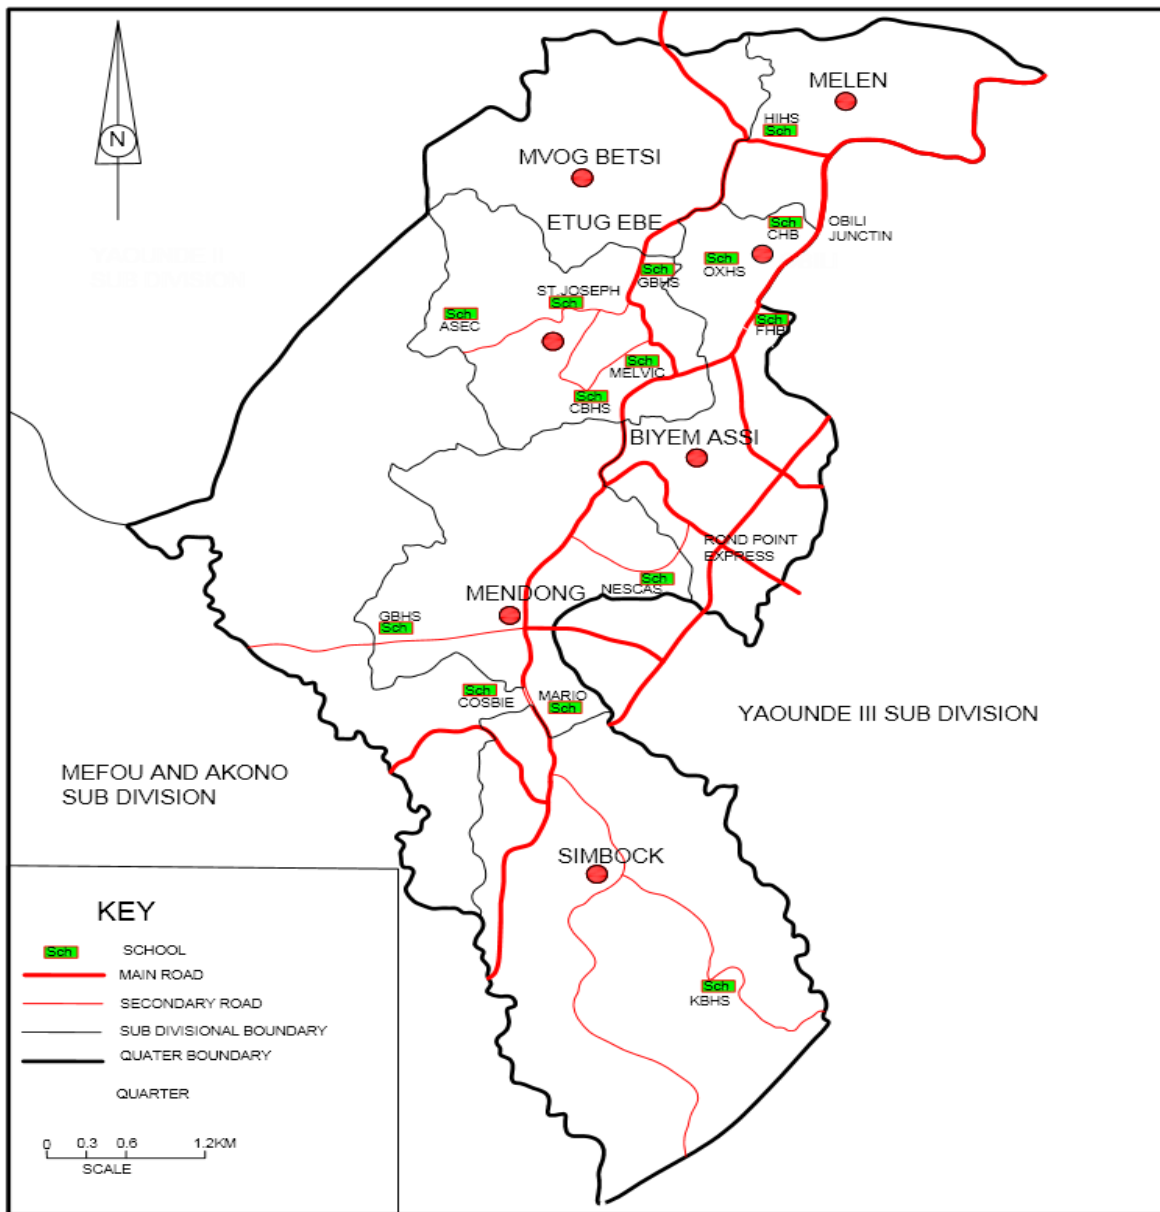 N
MELEN
HIHS
Sch
MVOG BETSI
ETUG EBE
Sch
CHB
OBILI
JUNCTIN
Sch
OXHS
Sch
GBHS
ST JOSEPH
Sch
Sch
ASEC
Sch
FHB
Sch
MELVIC
Sch
CBHS
BIYEM ASSI
ROND POINT
EXPRESS
Sch
NESCAS
MENDONG
GBHS
Sch
Sch
COSBIE
MARIO
Sch
YAOUNDE III SUB DIVISION
MEFOU AND AKONO
SUB DIVISION
SIMBOCK
Sch
KBHS
KEY
Sch
SCHOOL
MAIN ROAD
SECONDARY ROAD
SUB DIVISIONAL BOUNDARY
QUATER BOUNDARY
QUARTER
0 0.3 0.6 1.2KM
SCALE